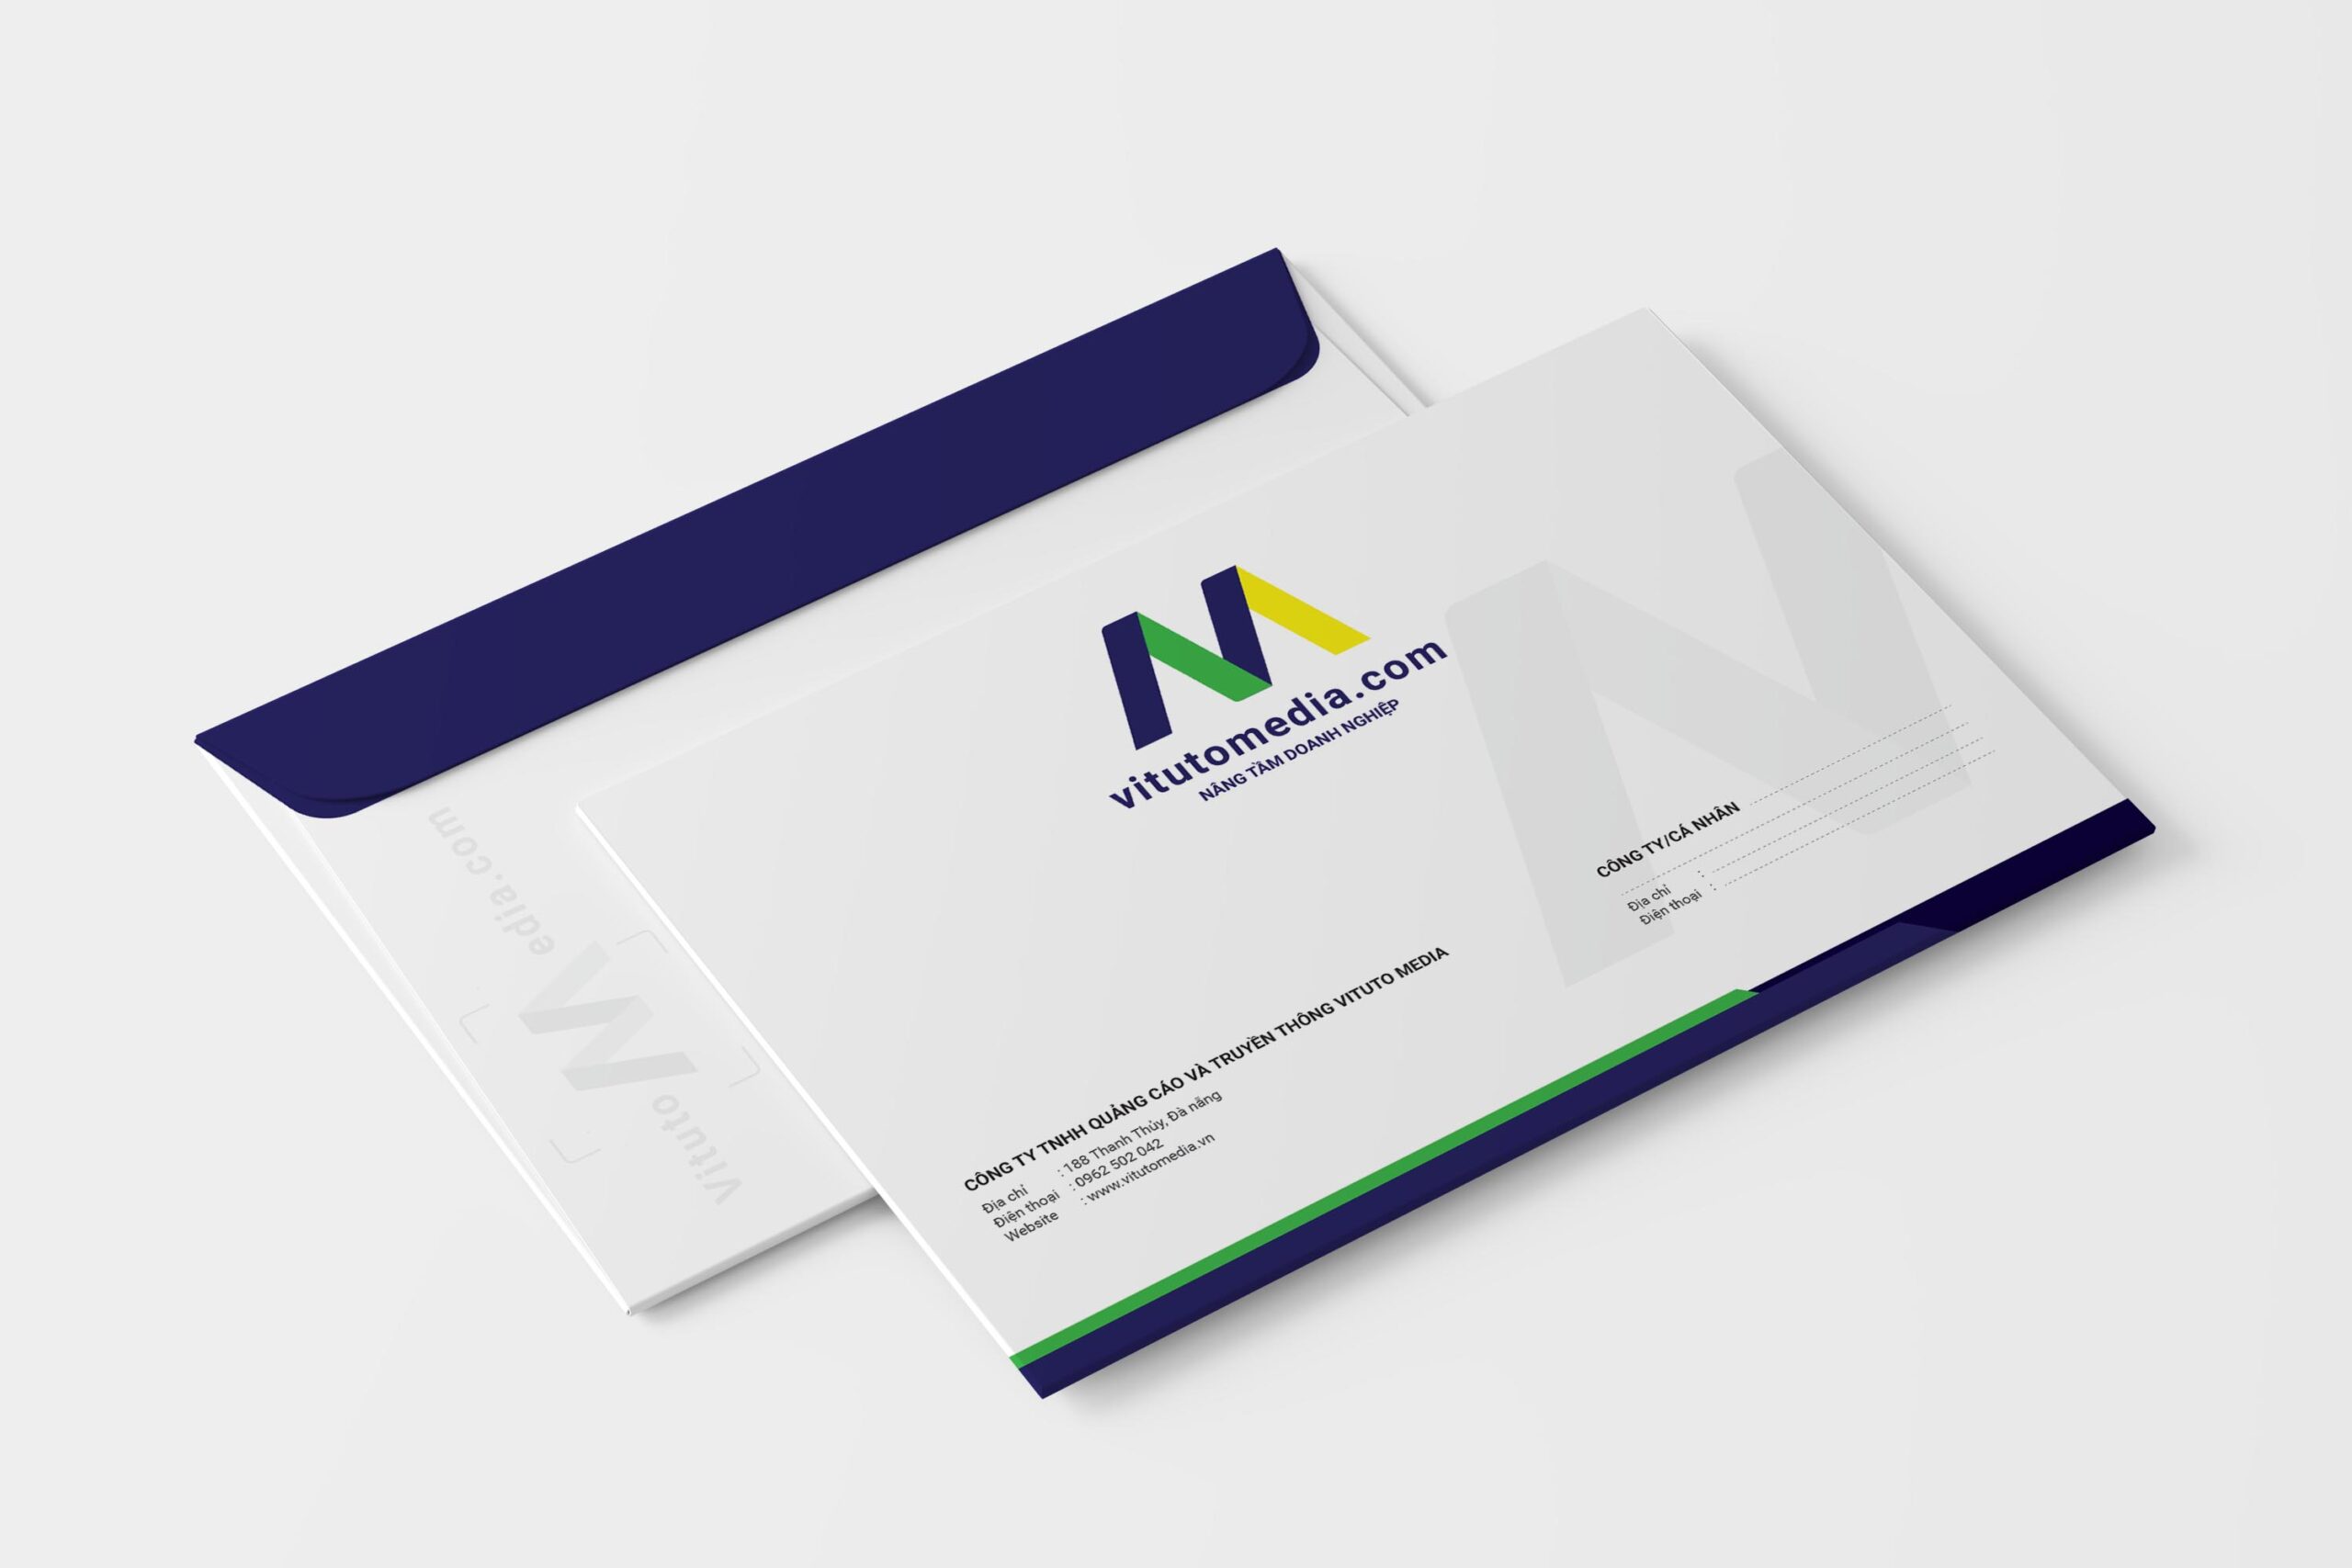 vitutomedia.com
NÂNG TẦM DOANH NGHIỆP
CÔNG TY/CÁ NHÂN
Địa chỉ :
Điện thoại :
CÔNG TY TNHH QUẢNG CÁO VÀ TRUYỀN THÔNG VITUTO MEDIA
Địa chỉ : 188 Thanh Thủy, Đà nẵng
Điện thoại : 0962 502 042
Website : www.vitutomedia.vn
vituto edia.com